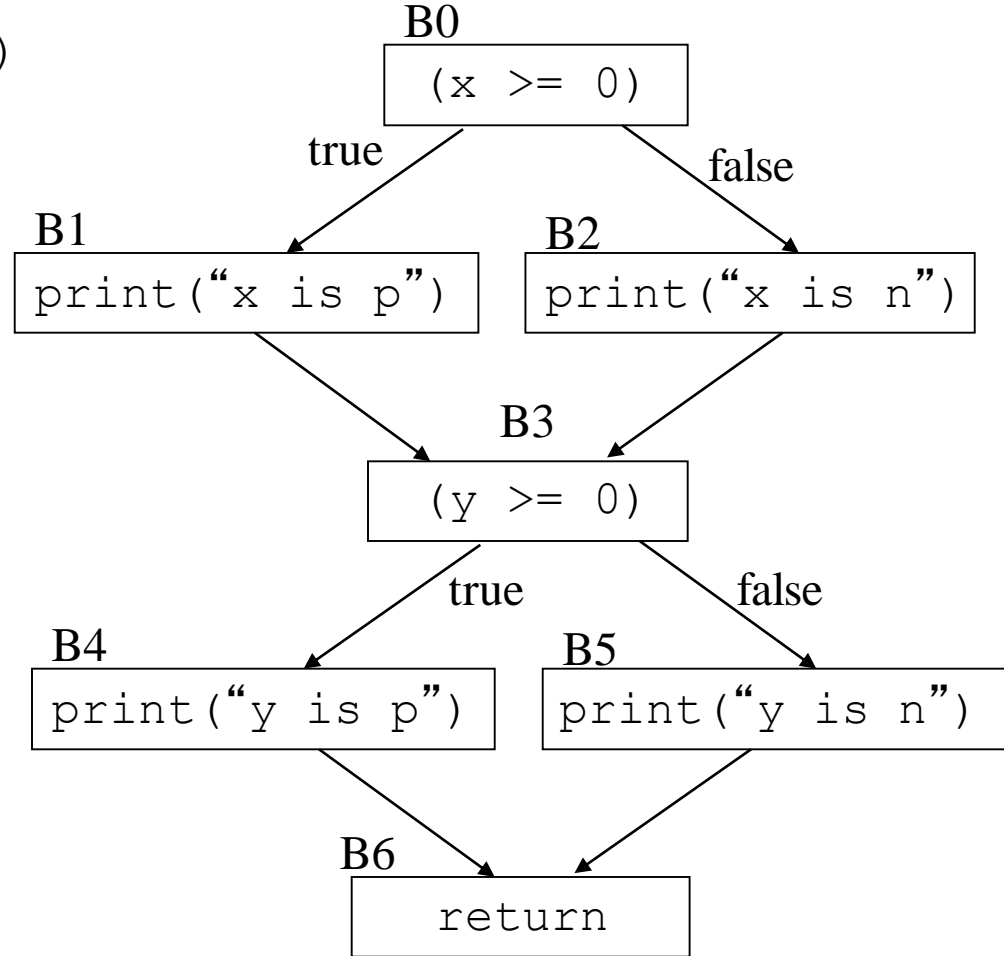 B0
)
(x >= 0)
true
false
B1
B2
print(“x is p”)
print(“x is n”)
B3
(y >= 0)
true
false
B4
B5
print(“y is p”)
print(“y is n”)
B6
return